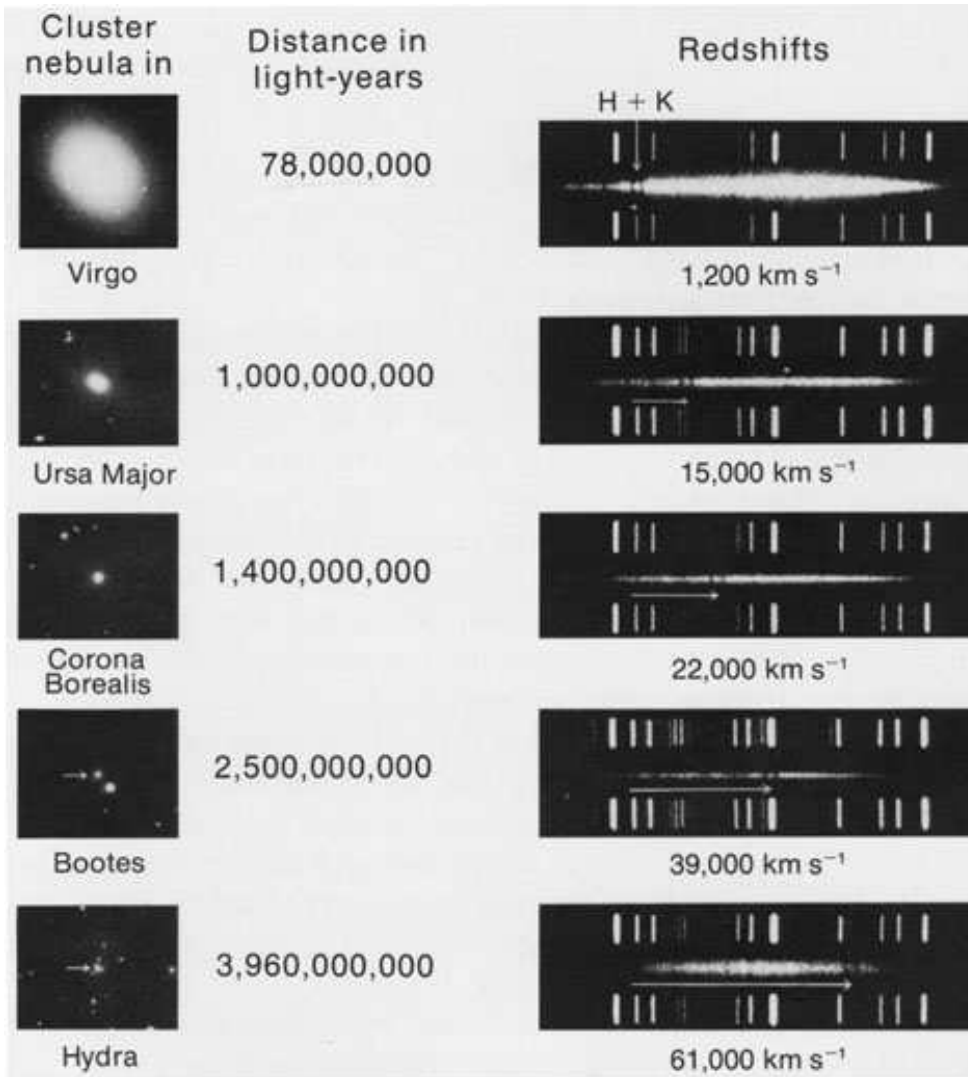 Cluster
nebula in
Distance in
light-years
Redshifts
H + K
78,000,000
Virgo
1,200 km s⁻¹
1,000,000,000
Ursa Major
15,000 km s⁻¹
1,400,000,000
Corona
Borealis
22,000 km s⁻¹
2,500,000,000
Bootes
39,000 km s⁻¹
3,960,000,000
Hydra
61,000 km s⁻¹